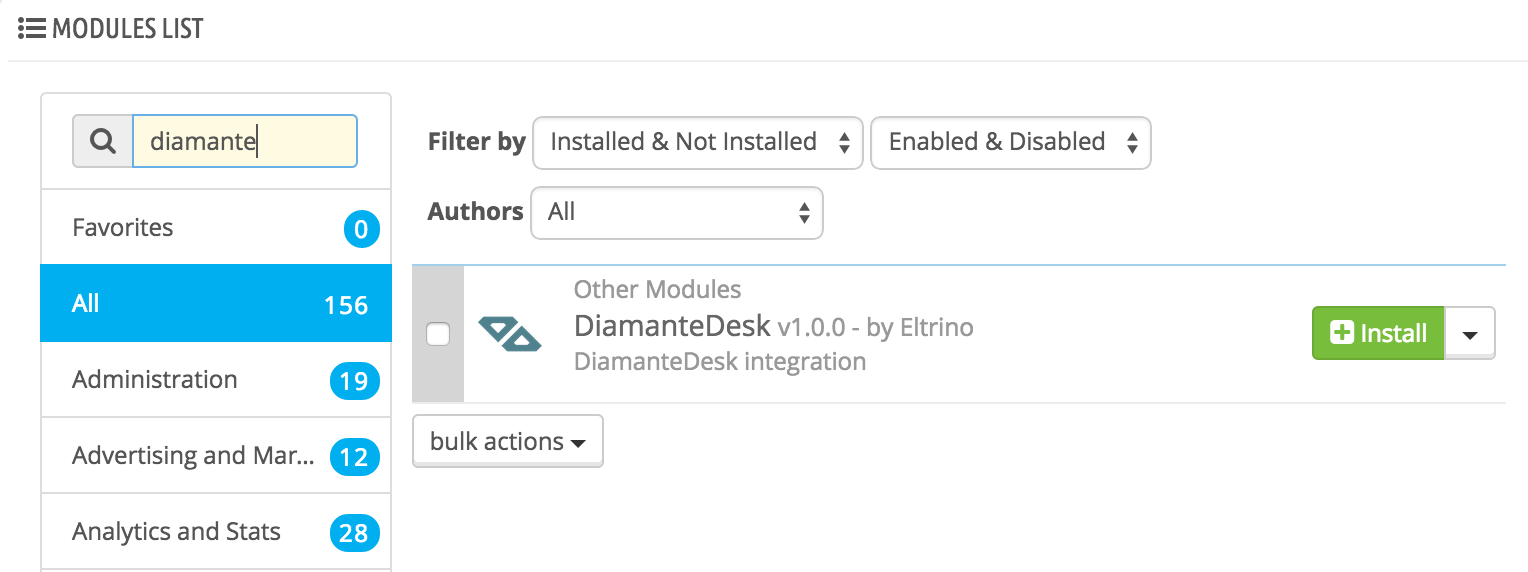 MODULES LIST
diamante
Favorites 0
All 156
Administration 19
Advertising and Mar... 12
Analytics and Stats 28
Filter by Installed & Not Installed Enabled & Disabled
Authors All
Other Modules
DiamanteDesk v1.0.0 - by Eltrino
DiamanteDesk integration
Install
bulk actions